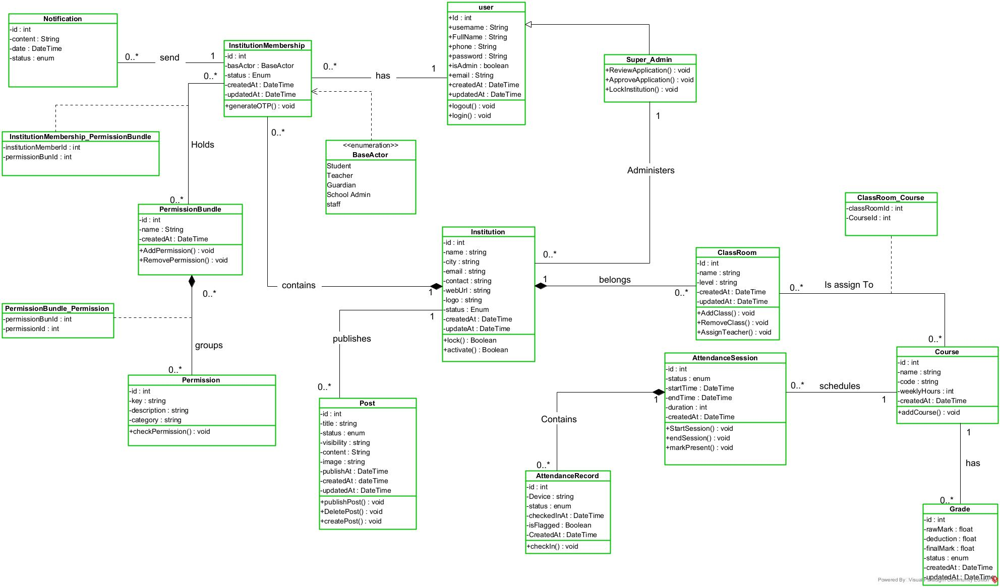 Notification
-id : int
-content : String
-date : DateTime
-status : enum
0..*
send
1
InstitutionMembership
-id : int
-basActor : BaseActor
-status : Enum
-createdAt : DateTime
-updatedAt : DateTime
+generateOTP() : void
0..*
has
1
user
+Id : int
+username : String
+FullName : String
+phone : String
+password : String
+isAdmin : boolean
+email : String
+createdAt : DateTime
+updatedAt : DateTime
+logout() : void
+login() : void
Super_Admin
+ReviewApplication() : void
+ApproveApplication() : void
+LockInstitution() : void
1
Administers
0..*
0..*
Holds
0..*
InstitutionMembership_PermissionBundle
-institutionMemberId : int
-permissionBunId : int
<<enumeration>>
BaseActor
Student
Teacher
Guardian
School Admin
staff
PermissionBundle
-id : int
-name : String
-createdAt : DateTime
+AddPermission() : void
+RemovePermission() : void
0..*
groups
0..*
PermissionBundle_Permission
-permissionBunId : int
-permissionId : int
Permission
-id : int
-key : string
-description : string
-category : string
+checkPermission() : void
0..*
contains
1
Institution
-id : int
-name : string
-city : string
-email : string
-contact : string
-webUrl : string
-logo : string
-status : Enum
-createdAt : DateTime
-updateAt : DateTime
+lock() : Boolean
+activate() : Boolean
1
publishes
0..*
Post
-id : int
-title : string
-status : enum
-visibility : string
-content : String
-image : string
-publishAt : DateTime
-createdAt : dateTime
-updatedAt : DateTime
+publishPost() : void
+DeletePost() : void
+createPost() : void
1
belongs
0..*
ClassRoom
-Id : int
-name : string
-level : string
-createdAt : DateTime
-updatedAt : DateTime
+AddClass() : void
+RemoveClass() : void
+AssignTeacher() : void
ClassRoom_Course
-classRoomId : int
-CourseId : int
0..*
Is assign To
0..*
Course
-id : int
-name : string
-code : string
-weeklyHours : int
-createdAt : DateTime
+addCourse() : void
AttendanceSession
-id : int
-status : enum
-startTime : DateTime
-endTime : DateTime
-duration : int
-createdAt : DateTime
+StartSession() : void
+endSession() : void
+markPresent() : void
0..*
schedules
1
1
Contains
0..*
AttendanceRecord
-id : int
-Device : string
-status : enum
-checkedInAt : DateTime
-isFlagged : Boolean
-CreatedAt : DateTime
+checkIn() : void
1
has
0..*
Grade
-id : int
-rawMark : float
-deduction : float
-finalMark : float
-status : enum
-createdAt : DateTime
-updatedAt : DateTime
Powered By Visual Paradigm Community Edition